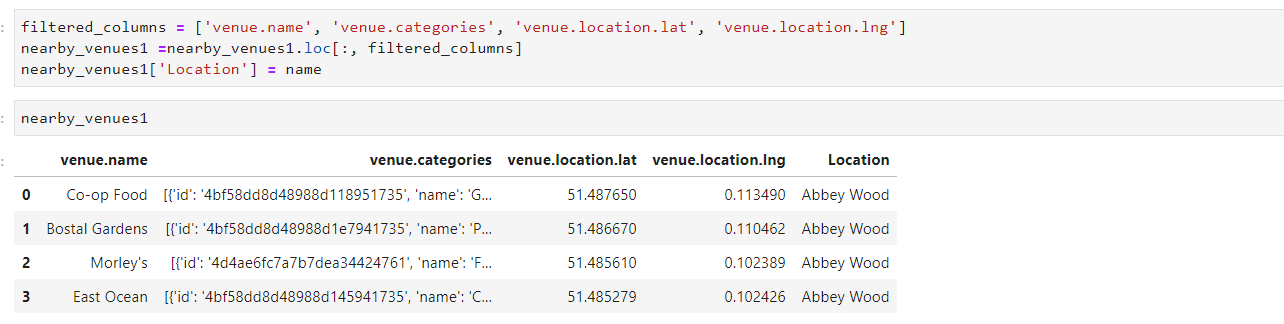 filtered_columns = ['venue.name', 'venue.categories', 'venue.location.lat', 'venue.location.lng']
nearby_venues1 =nearby_venues1.loc[:, filtered_columns]
nearby_venues1['Location'] = name
nearby_venues1
venue.name venue.categories venue.location.lat venue.location.lng Location
0 Co-op Food [{'id': '4bf58dd8d48988d118951735', 'name': 'G... 51.487650 0.113490 Abbey Wood
1 Bostal Gardens [{'id': '4bf58dd8d48988d1e7941735', 'name': 'P... 51.486670 0.110462 Abbey Wood
2 Morley's [{'id': '4d4ae6fc7a7b7dea34424761', 'name': 'F... 51.485610 0.102389 Abbey Wood
3 East Ocean [{'id': '4bf58dd8d48988d145941735', 'name': 'C... 51.485279 0.102426 Abbey Wood